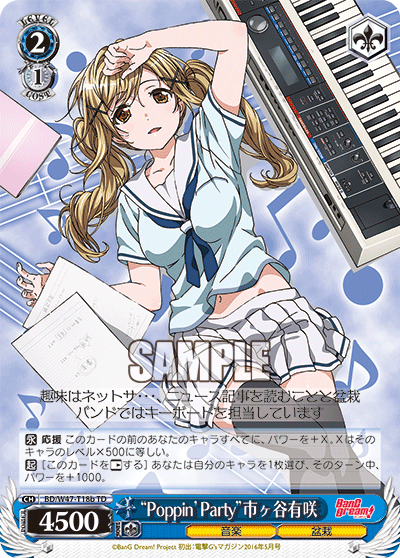 LEVEL
2
1
COST
SAMPLE
趣味はネットサ・・・、ニュース記事を読むことと盆栽
バンドではキーボードを担当しています
永 応援 このカードの前のあなたのキャラすべてに、パワーを+X。Xはそ
のキャラのレベル×500に等しい。
起 [このカードを する] あなたは自分のキャラを1枚選び、そのターン中、
パワーを+1000。
CH BD/W47-T18b TD
"Poppin' Party" 市ヶ谷有咲
BanG Dream!
4500
音楽
盆栽
©BanG Dream! Project 初出：電撃G'sマガジン2016年5月号